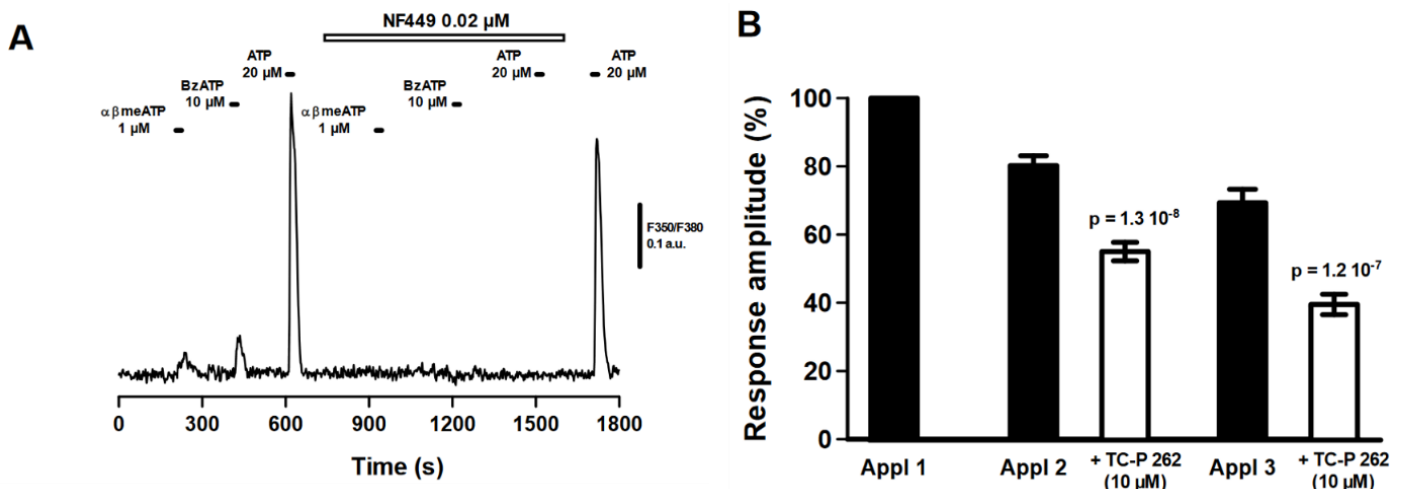 A
NF449 0.02 µM
ATP
20 µM
ATP
20 µM
ATP
20 µM
BzATP
10 µM
BzATP
10 µM
αβmeATP
1 µM
αβmeATP
1 µM
F350/F380
0.1 a.u.
0 300 600 900 1200 1500 1800
Time (s)
B
Response amplitude (%)
100
80
60
40
20
0
p = 1.3 10-8
p = 1.2 10-7
Appl 1 Appl 2 + TC-P 262 Appl 3 + TC-P 262
(10 µM) (10 µM)